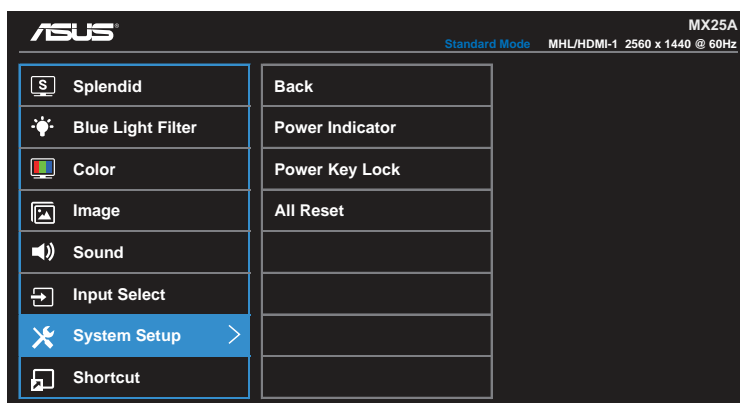 ASUS
MX25A
Standard Mode MHL/HDMI-1 2560 x 1440 @ 60Hz
S Splendid
Blue Light Filter
Color
Image
Sound
Input Select
System Setup
Shortcut
Back
Power Indicator
Power Key Lock
All Reset